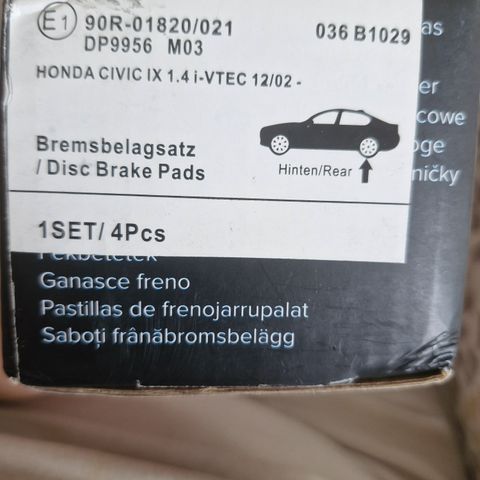 E1 90R-01820/021 036 B1029
DP9956 M03
HONDA CIVIC IX 1.4 i-VTEC 12/02 -
Bremsbelagsatz
/ Disc Brake Pads
Hinten/Rear
1SET/ 4Pcs
Ganasce freno
Pastillas de frenojarrupalat
Saboți frânăbromsbelägg